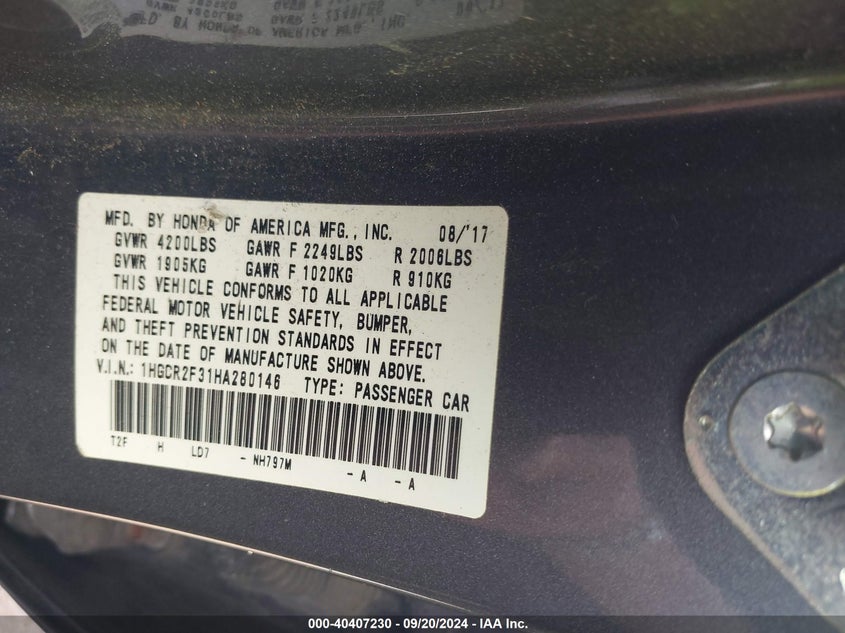 MFD. BY HONDA OF AMERICA MFG., INC. 08/'17
GVWR 4200LBS GAWR F 2249LBS R 2006LBS
GVWR 1905KG GAWR F 1020KG R 910KG
THIS VEHICLE CONFORMS TO ALL APPLICABLE
FEDERAL MOTOR VEHICLE SAFETY, BUMPER,
AND THEFT PREVENTION STANDARDS IN EFFECT
ON THE DATE OF MANUFACTURE SHOWN ABOVE.
V.I.N.: 1HGCR2F31HA280146 TYPE: PASSENGER CAR
T2F H LD7 - NH797M - A - A
000-40407230 - 09/20/2024 - IAA Inc.